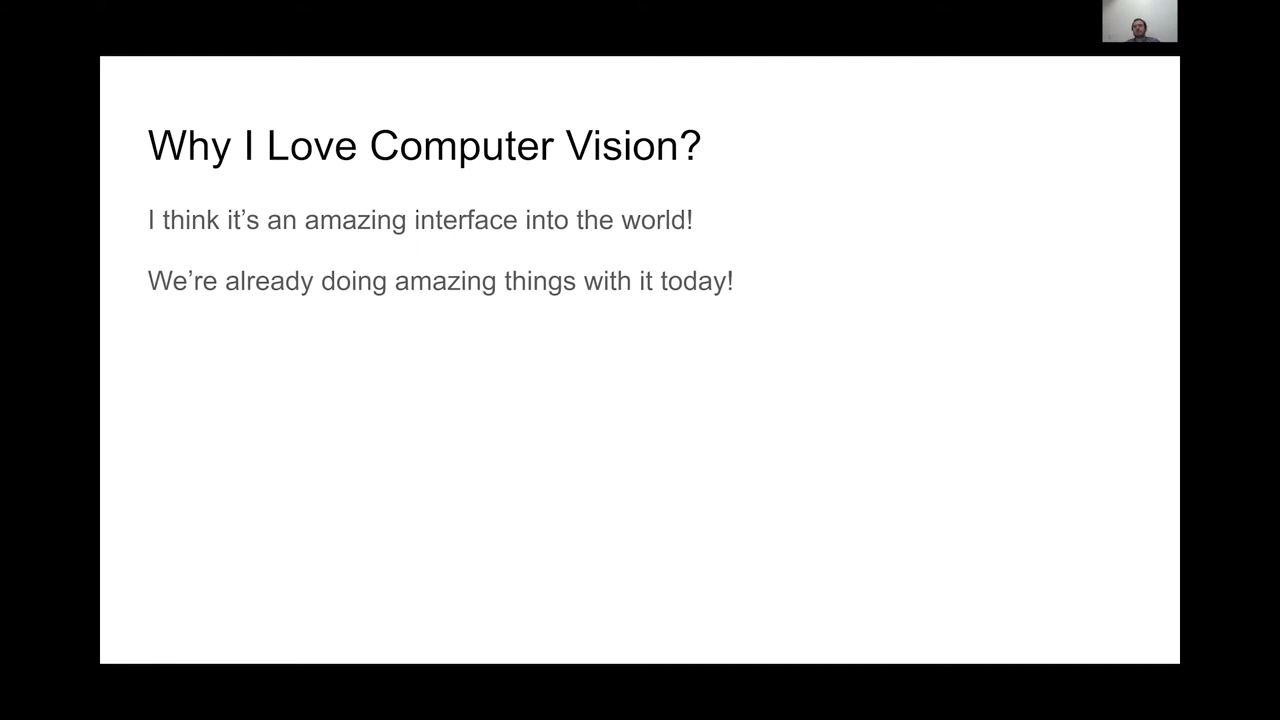 Why I Love Computer Vision?
I think it’s an amazing interface into the world!
We’re already doing amazing things with it today!